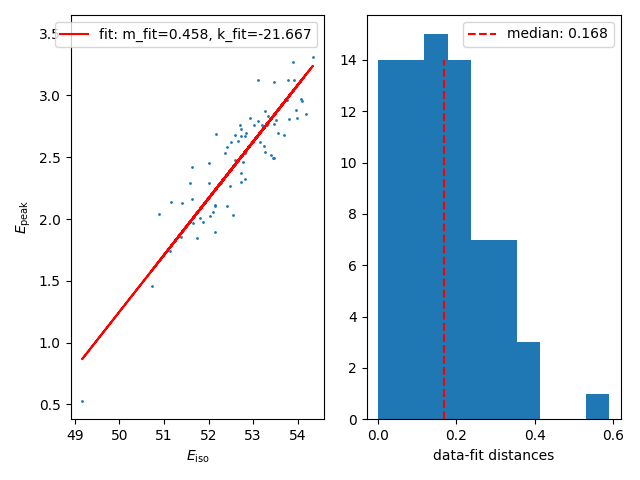 3.5
fit: m_fit=0.458, k_fit=-21.667
3.0
2.5
2.0
1.5
1.0
0.5
E_peak
49 50 51 52 53 54
E_iso
median: 0.168
14
12
10
8
6
4
2
0
0.0 0.2 0.4 0.6
data-fit distances